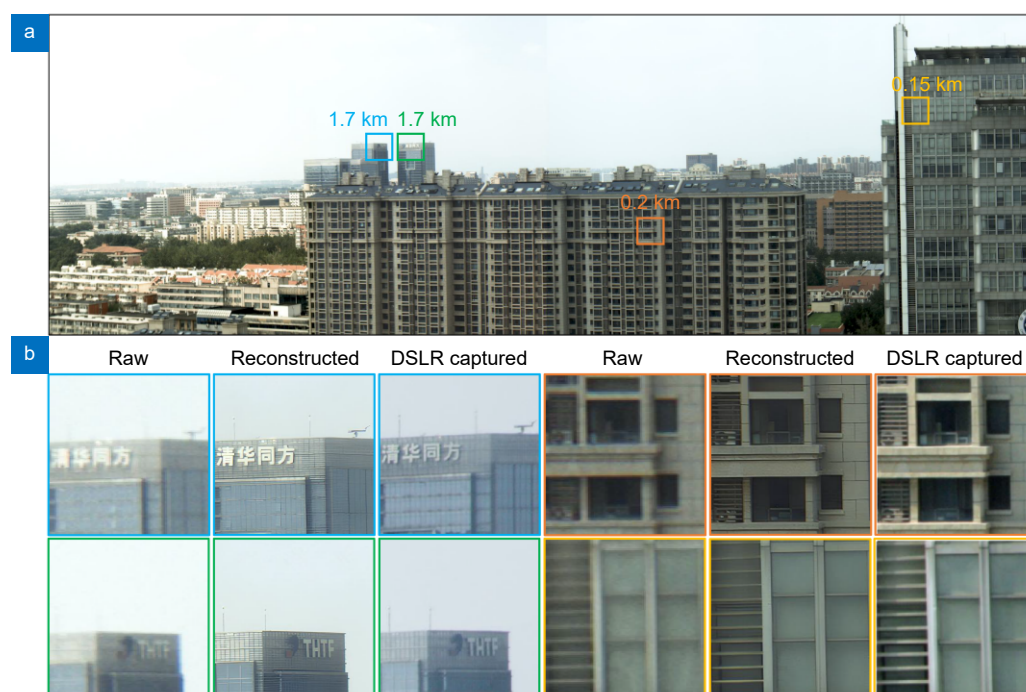 a
1.7 km 1.7 km
0.15 km
0.2 km
b
Raw Reconstructed DSLR captured Raw Reconstructed DSLR captured
清华同方 清华同方 清华同方
THTF THTF THTF